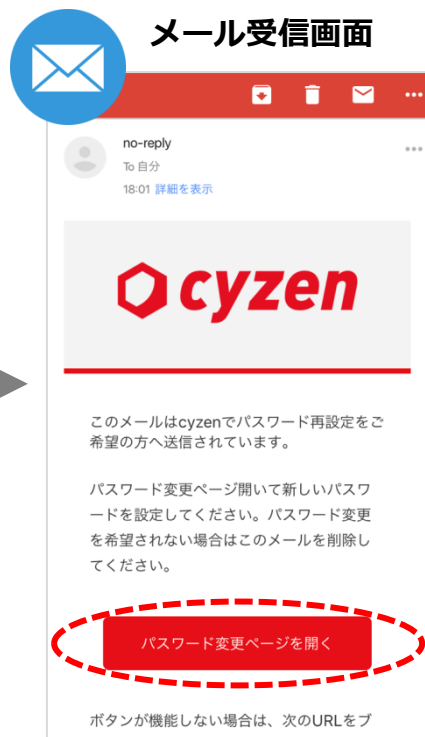 メール受信画面
no-reply
To 自分
18:01 詳細を表示
cyzen
このメールはcyzenでパスワード再設定をご
希望の方へ送信されています。
パスワード変更ページ開いて新しいパスワ
ードを設定してください。パスワード変更
を希望されない場合はこのメールを削除し
てください。
パスワード変更ページを開く
ボタンが機能しない場合は、次のURLをブ